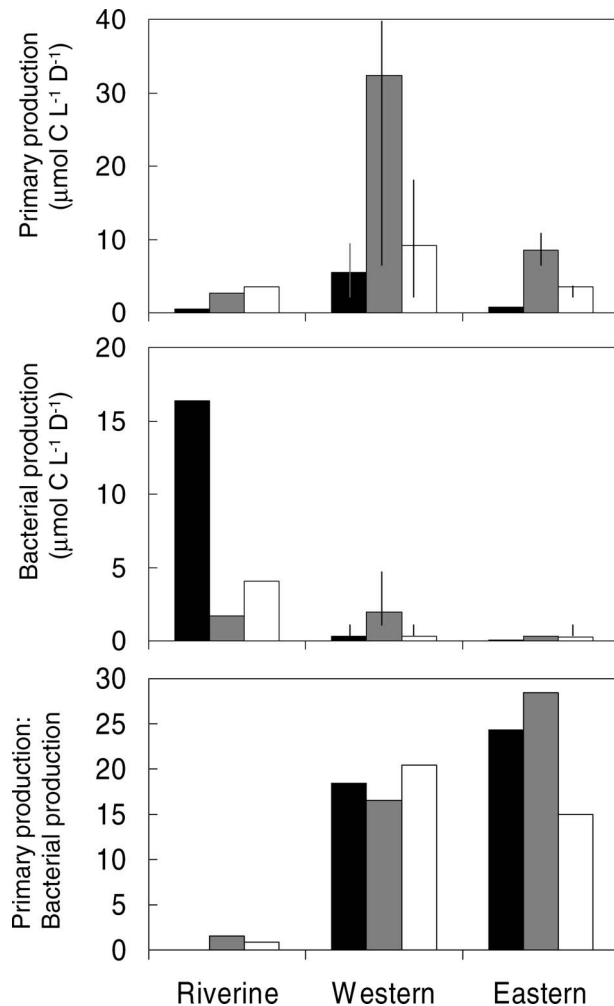 Primary production
(μmol C L-1 D-1)
40
30
20
10
0
Bacterial production
(μmol C L-1 D-1)
20
15
10
5
0
Primary production:
Bacterial production
30
25
20
15
10
5
0
Riverine Western Eastern